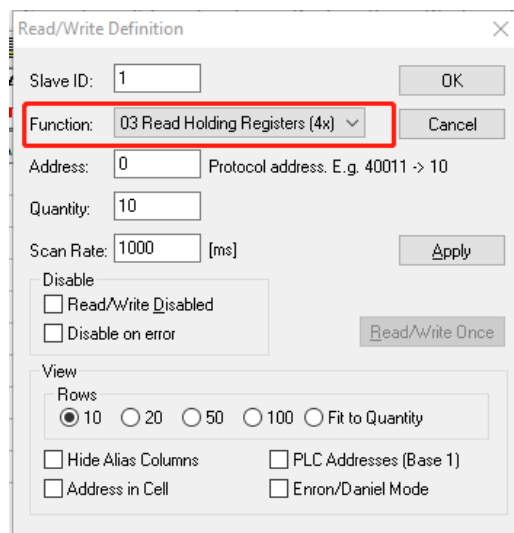 Read/Write Definition
Slave ID: 1 OK
Function: 03 Read Holding Registers (4x) Cancel
Address: 0 Protocol address. E.g. 40011 -> 10
Quantity: 10
Scan Rate: 1000 [ms] Apply
Disable
Read/Write Disabled
Disable on error Read/Write Once
View
Rows
10 20 50 100 Fit to Quantity
Hide Alias Columns PLC Addresses (Base 1)
Address in Cell Enron/Daniel Mode